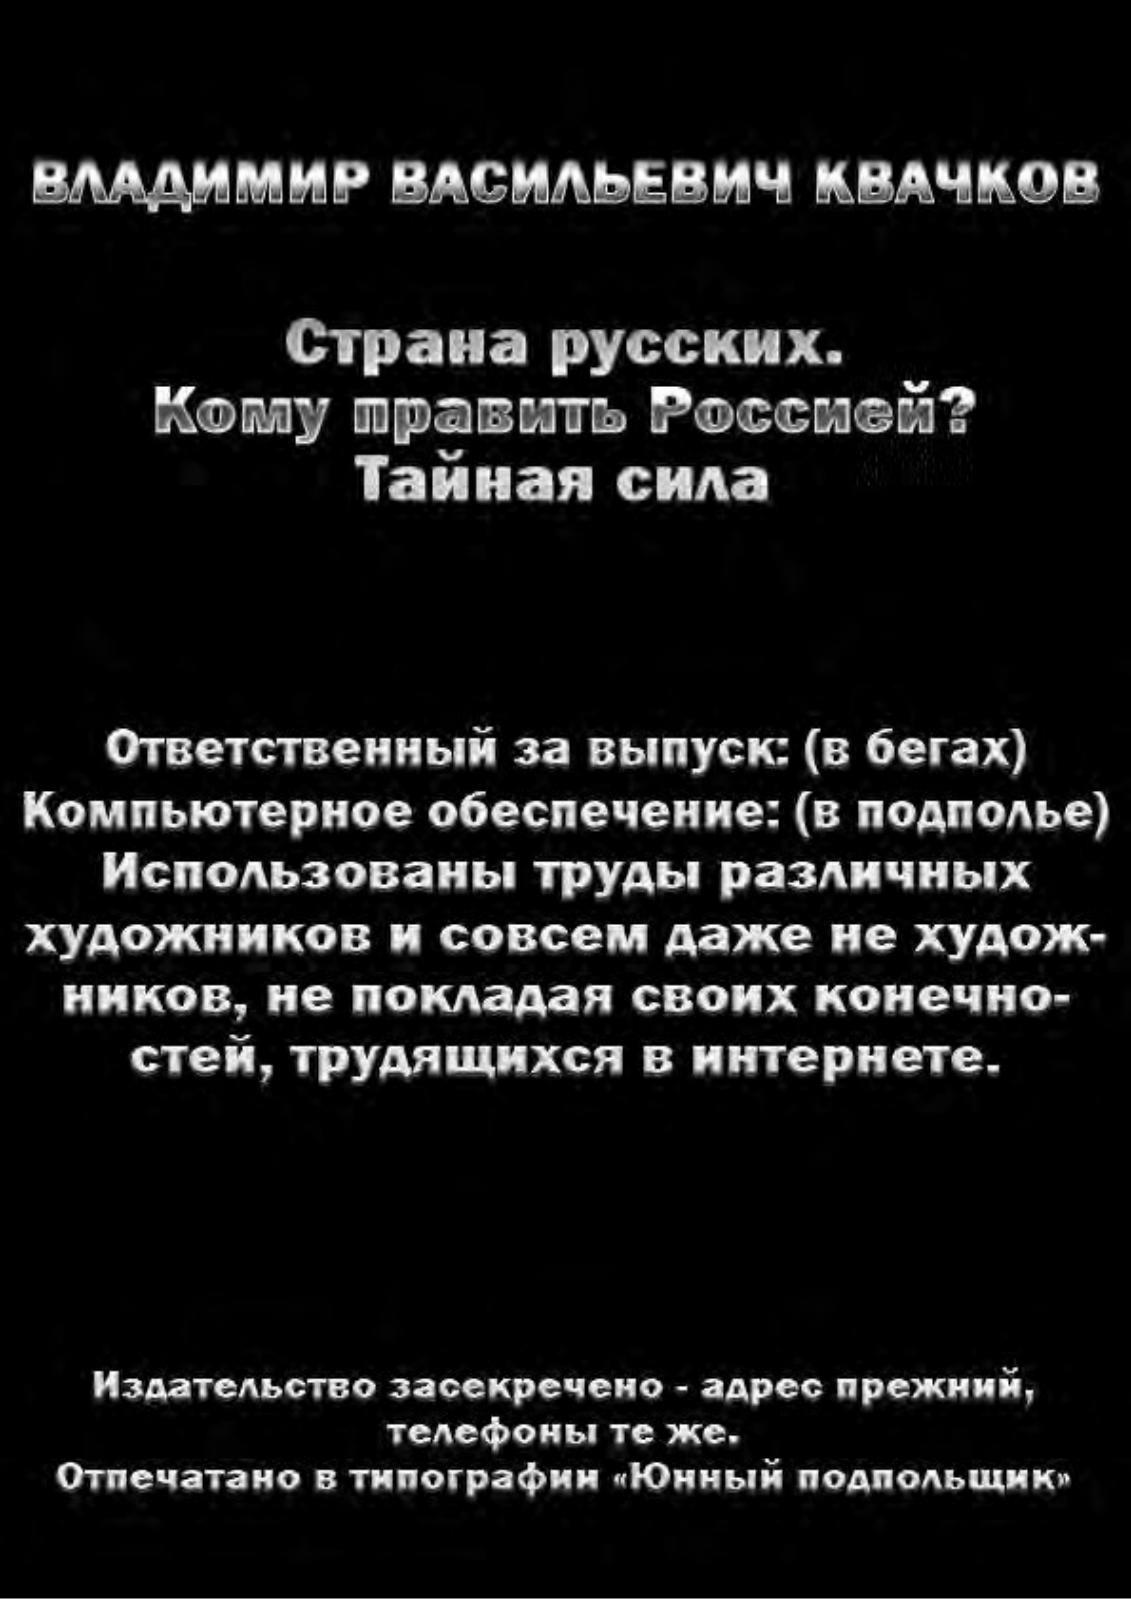 ВЛАДИМИР ВАСИЛЬЕВИЧ КВАЧКОВ
Страна русских.
Кому править Россией?
Тайная сила
Ответственный за выпуск: (в бегах)
Компьютерное обеспечение: (в подполье)
Использованы труды различных
художников и совсем даже не худож-
ников, не покладая своих конечно-
стей, трудящихся в интернете.
Издательство засекречено - адрес прежний,
телефоны те же.
Отпечатано в типографии «Юнный подпольщик»